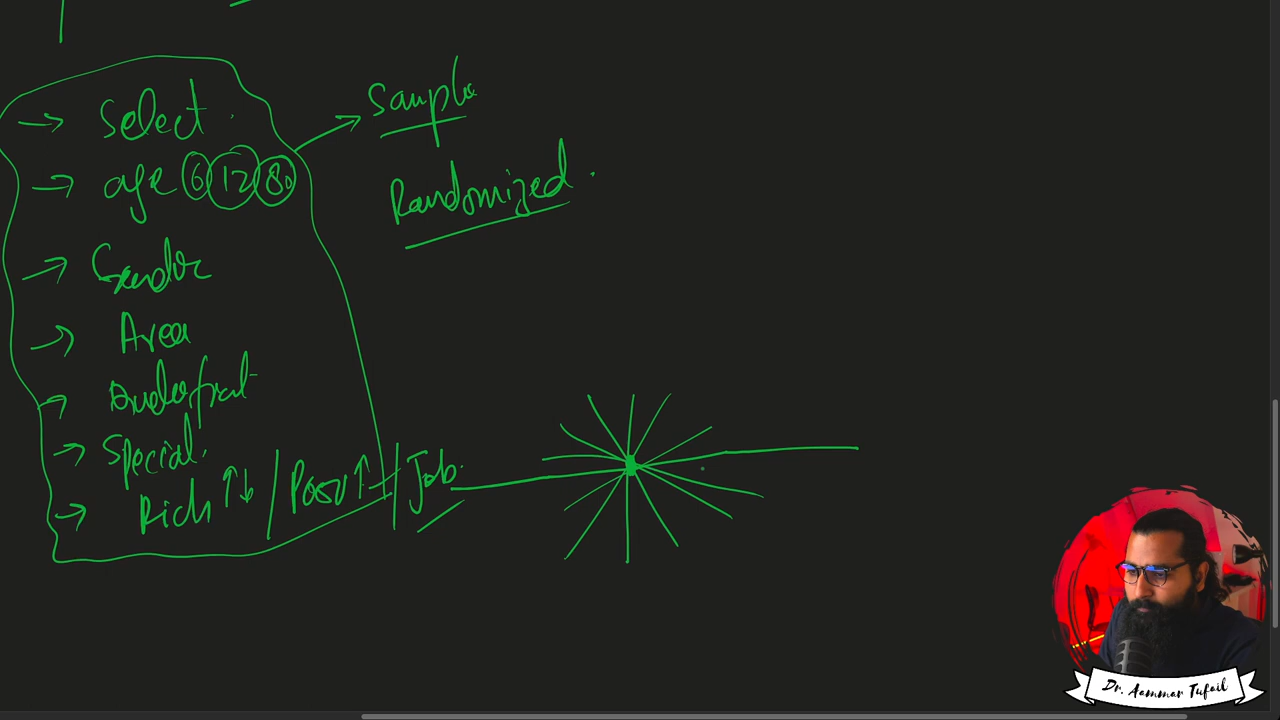 → Select.
→ age 6 12 80
→ Gender
→ Area
→ Special.
→ Rich ↑↓ / Poor ↑ / Job.
→ Sample
Randomized.
Dr. Aammar Tufail